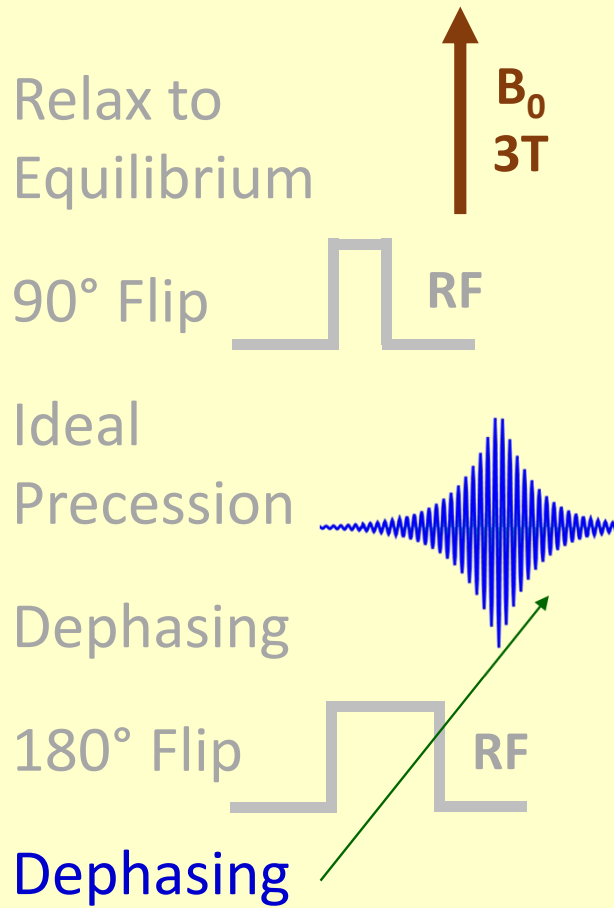 Relax to
Equilibrium
B₀
3T
90° Flip
RF
Ideal
Precession
Dephasing
180° Flip
RF
Dephasing